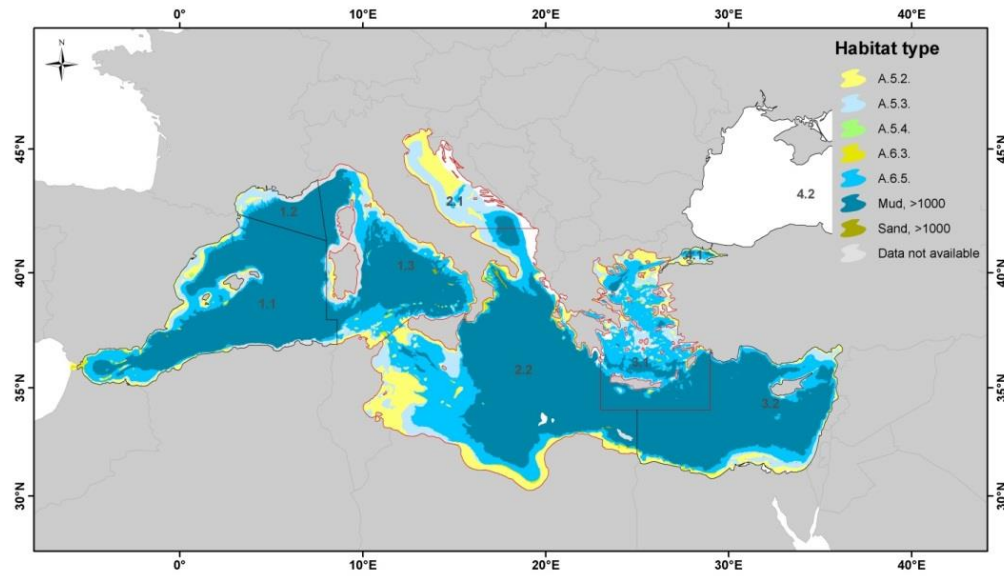 0° 10°E 20°E 30°E 40°E
N
Habitat type
A.5.2.
A.5.3.
A.5.4.
A.6.3.
A.6.5.
Mud, >1000
Sand, >1000
Data not available
45°N 45°N
4.2
2.1
1.2
4.1
40°N 40°N
1.3
1.1
3.1
2.2
35°N 35°N
3.2
30°N 30°N
0° 10°E 20°E 30°E 40°E